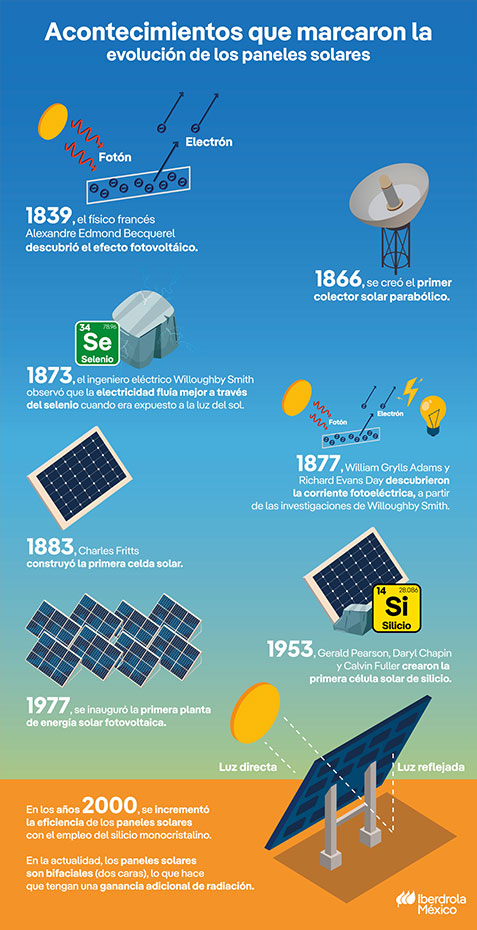 Acontecimientos que marcaron la
evolución de los paneles solares
Fotón
Electrón
1839, el físico francés
Alexandre Edmond Becquerel
descubrió el efecto fotovoltáico.
1866, se creó el primer
colector solar parabólico.
34
78.96
Se
Selenio
1873, el ingeniero eléctrico Willoughby Smith
observó que la electricidad fluía mejor a través
del selenio cuando era expuesto a la luz del sol.
Fotón
Electrón
1877, William Grylls Adams y
Richard Evans Day descubrieron
la corriente fotoeléctrica, a partir
de las investigaciones de Willoughby Smith.
1883, Charles Fritts
construyó la primera celda solar.
14
28.086
Si
Silicio
1953, Gerald Pearson, Daryl Chapin
y Calvin Fuller crearon la
primera célula solar de silicio.
1977, se inauguró la primera planta
de energía solar fotovoltaica.
Luz directa
Luz reflejada
En los años 2000, se incrementó
la eficiencia de los paneles solares
con el empleo del silicio monocristalino.
En la actualidad, los paneles solares
son bifaciales (dos caras), lo que hace
que tengan una ganancia adicional de radiación.
Iberdrola
México